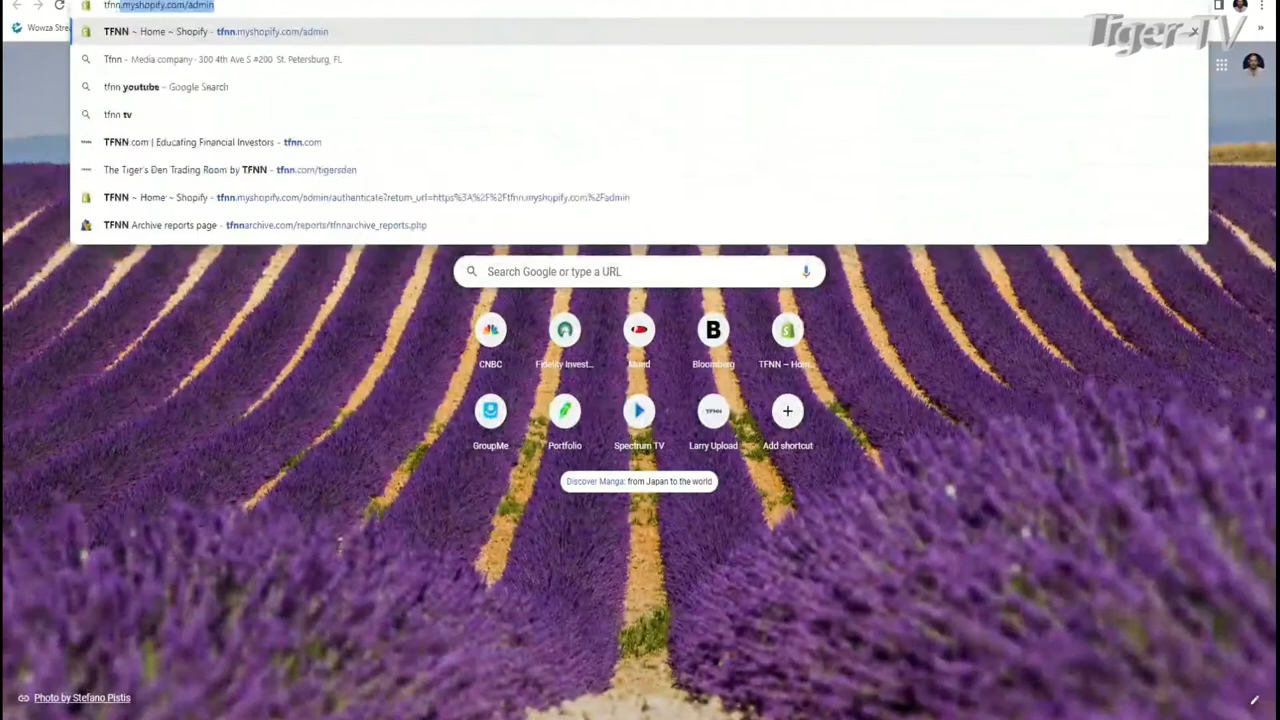 tfnn.myshopify.com/admin
Wowza Stre
TFNN ~ Home ~ Shopify - tfnn.myshopify.com/admin
Tiger-TV
Tfnn - Media company · 300 4th Ave S #200 St. Petersburg, FL
tfnn youtube - Google Search
tfnn tv
TFNN.com | Educating Financial Investors - tfnn.com
The Tiger's Den Trading Room by TFNN - tfnn.com/tigersden
TFNN ~ Home ~ Shopify - tfnn.myshopify.com/admin/authenticate?return_url=https%3A%2F%2Ftfnn.myshopify.com%2Fadmin
TFNN Archive reports page - tfnnarchive.com/reports/tfnnarchive_reports.php
Search Google or type a URL
CNBC
Fidelity Invest...
Bloomberg
TFNN ~ Hom...
GroupMe
Portfolio
Spectrum TV
TFNN
Larry Upload
Add shortcut
Discover Manga: from Japan to the world
Photo by Stefano Pistis